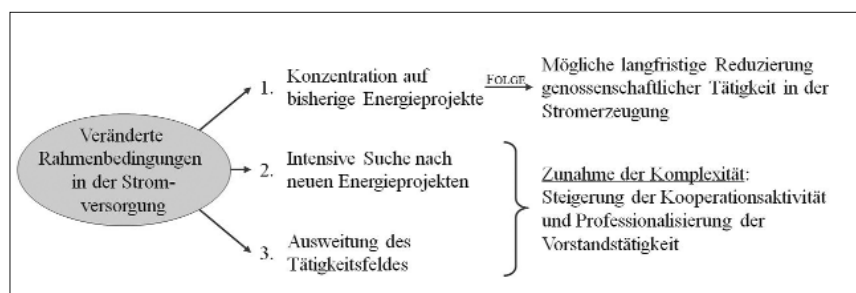 Veränderte
Rahmenbedingungen
in der Strom-
versorgung
1. Konzentration auf
bisherige Energieprojekte
FOLGE
Mögliche langfristige Reduzierung
genossenschaftlicher Tätigkeit in der
Stromerzeugung
2. Intensive Suche nach
neuen Energieprojekten
3. Ausweitung des
Tätigkeitsfeldes
Zunahme der Komplexität:
Steigerung der Kooperationsaktivität
und Professionalisierung der
Vorstandstätigkeit